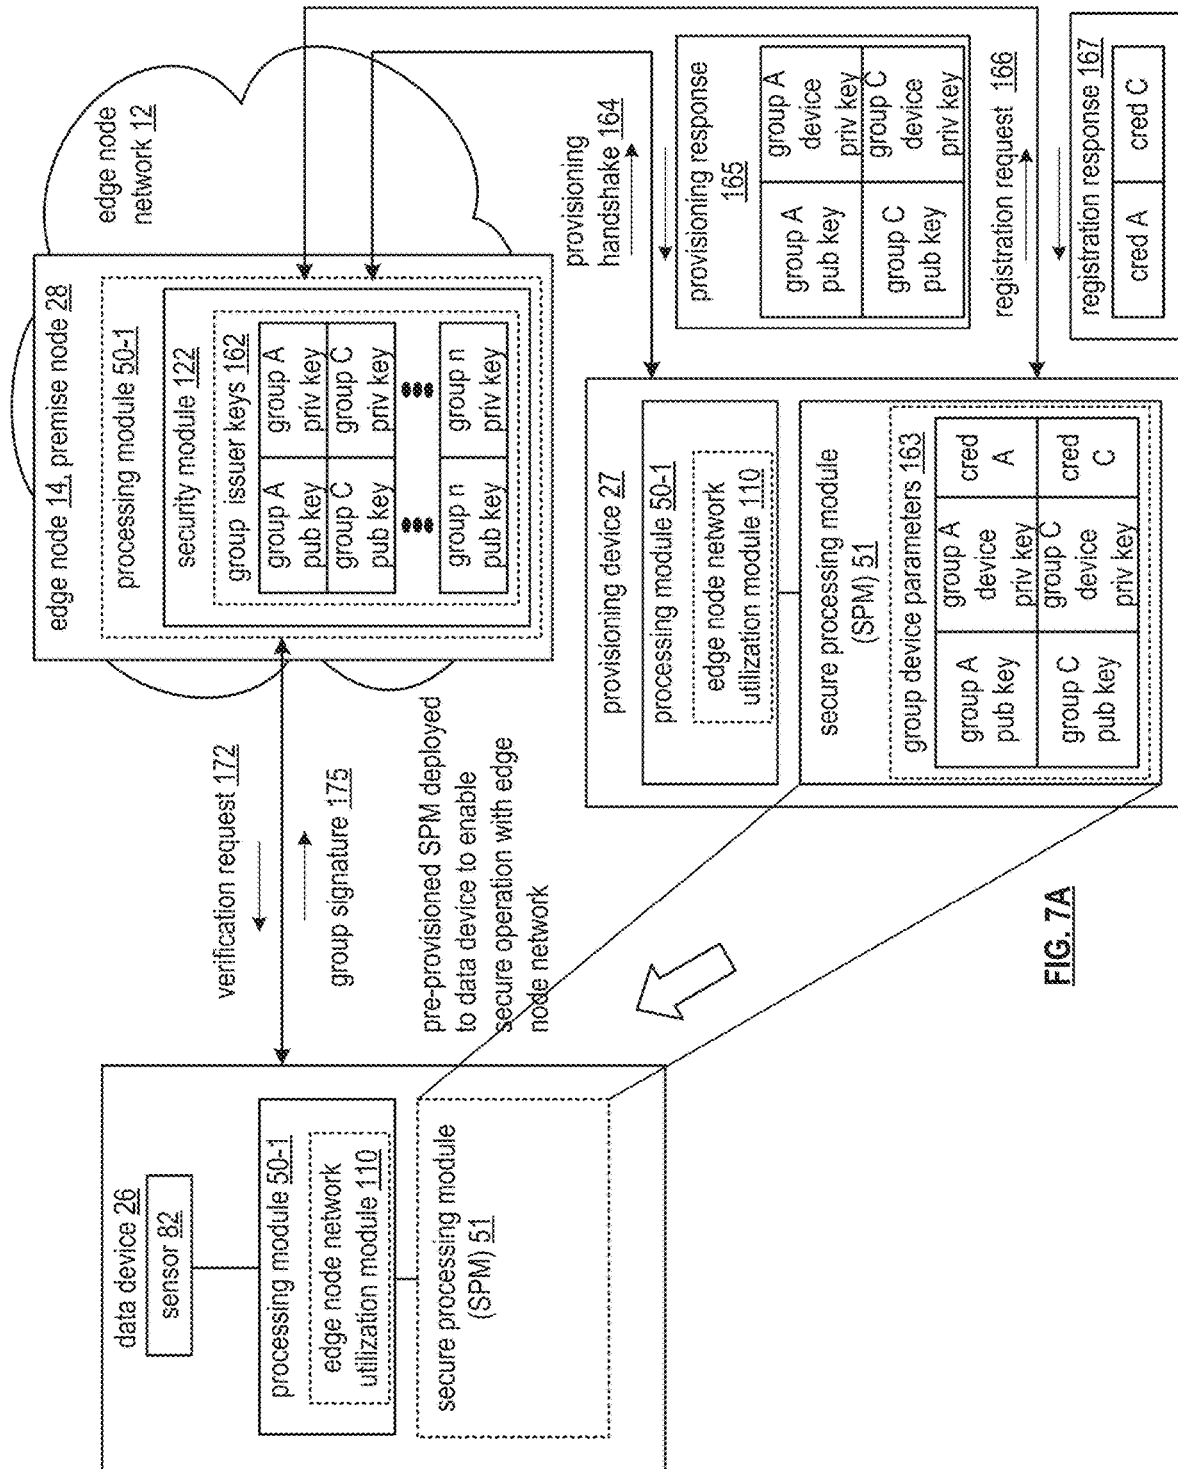 data device 26
sensor 82
processing module 50-1
edge node network
utilization module 110
secure processing module
(SPM) 51
verification request 172
group signature 175
pre-provisioned SPM deployed
to data device to enable
secure operation with edge
node network
edge node 14, premise node 28
processing module 50-1
security module 122
group issuer keys 162
group A
pub key
group A
priv key
group C
pub key
group C
priv key
group n
pub key
group n
priv key
edge node
network 12
provisioning
handshake 164
provisioning response
165
group A
pub key
group A
device
priv key
group C
pub key
group C
device
priv key
registration request 166
registration response 167
cred A
cred C
provisioning device 27
processing module 50-1
edge node network
utilization module 110
secure processing module
(SPM) 51
group device parameters 163
group A
pub key
group A
device
priv key
cred
A
group C
pub key
group C
device
priv key
cred
C
FIG. 7A